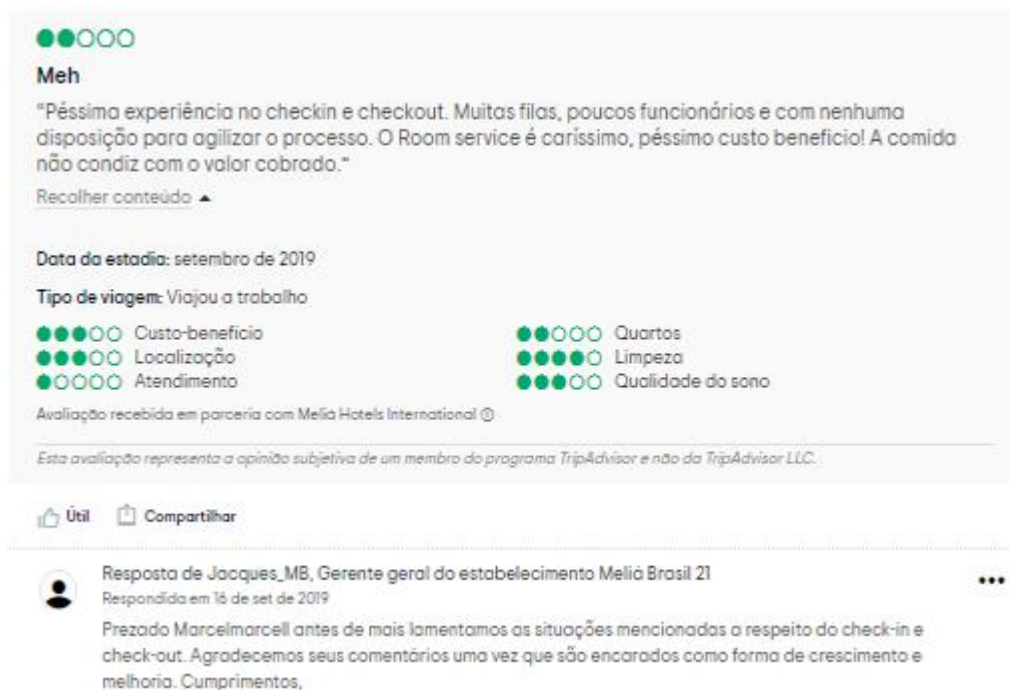 Meh
"Péssima experiência no checkin e checkout. Muitas filas, poucos funcionários e com nenhuma
disposição para agilizar o processo. O Room service é caríssimo, péssimo custo beneficio! A comida
não condiz com o valor cobrado."
Recolher conteúdo
Data da estadia: setembro de 2019
Tipo de viagem: Viajou a trabalho
Custo-benefício
Quartos
Localização
Limpeza
Atendimento
Qualidade do sono
Avaliação recebida em parceria com Meliá Hotels International
Esta avaliação representa a opinião subjetiva de um membro do programa TripAdvisor e não da TripAdvisor LLC.
Útil Compartilhar
Resposta de Jacques_MB, Gerente geral do estabelecimento Meliá Brasil 21
Respondida em 16 de set de 2019
Prezado Marcelmarcell antes de mais lamentamos as situações mencionadas a respeito do check-in e
check-out. Agradecemos seus comentários uma vez que são encarados como forma de crescimento e
melhoria. Cumprimentos,